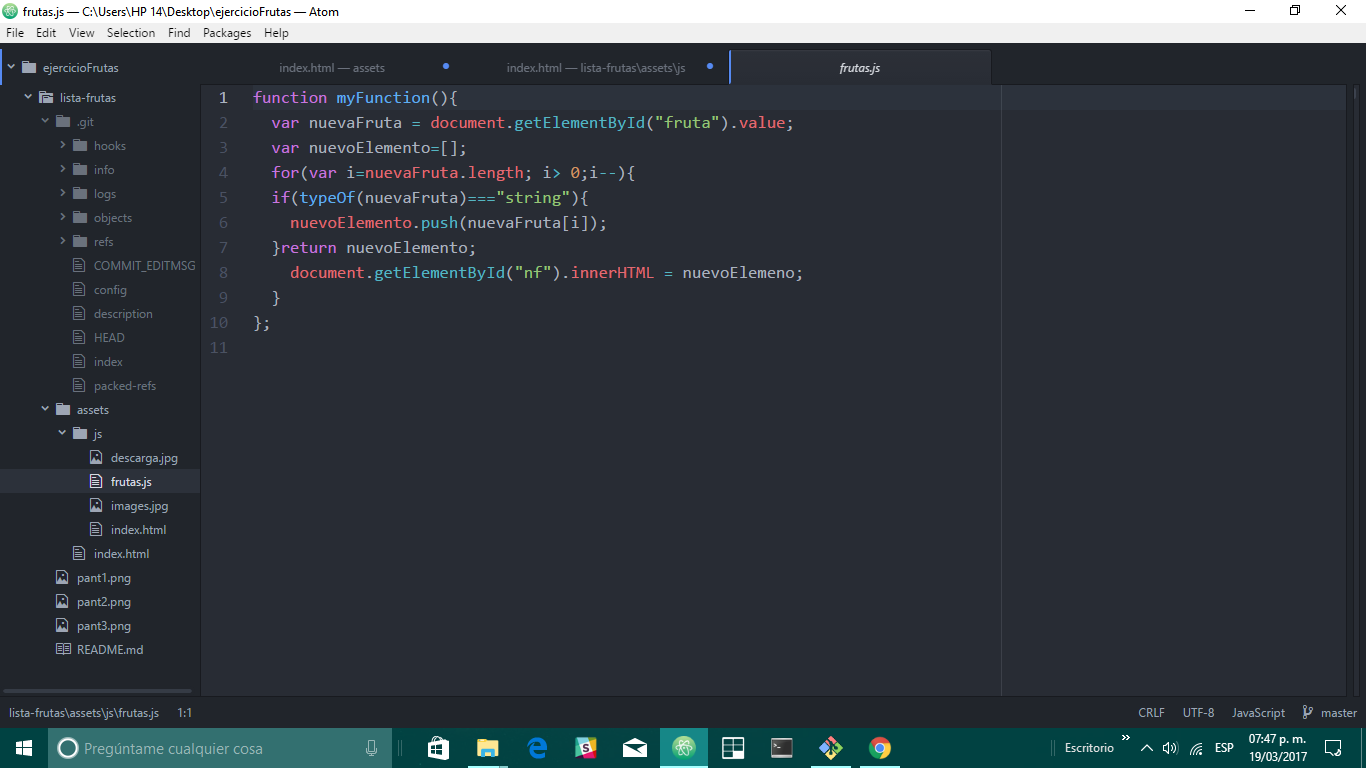 frutas.js — C:\Users\HP 14\Desktop\ejercicioFrutas — Atom
File Edit View Selection Find Packages Help
ejercicioFrutas
lista-frutas
.git
hooks
info
logs
objects
refs
COMMIT_EDITMSG
config
description
HEAD
index
packed-refs
assets
js
descarga.jpg
frutas.js
images.jpg
index.html
index.html
pant1.png
pant2.png
pant3.png
README.md
index.html — assets
index.html — lista-frutas\assets\js
frutas.js
1 function myFunction(){
2 var nuevaFruta = document.getElementById("fruta").value;
3 var nuevoElemento=[];
4 for(var i=nuevaFruta.length; i> 0;i--){
5 if(typeOf(nuevaFruta)==="string"){
6 nuevoElemento.push(nuevaFruta[i]);
7 }return nuevoElemento;
8 document.getElementById("nf").innerHTML = nuevoElemeno;
9 }
10 };
11
lista-frutas\assets\js\frutas.js 1:1
CRLF UTF-8 JavaScript master
Pregúntame cualquier cosa
Escritorio
ESP
07:47 p. m.
19/03/2017